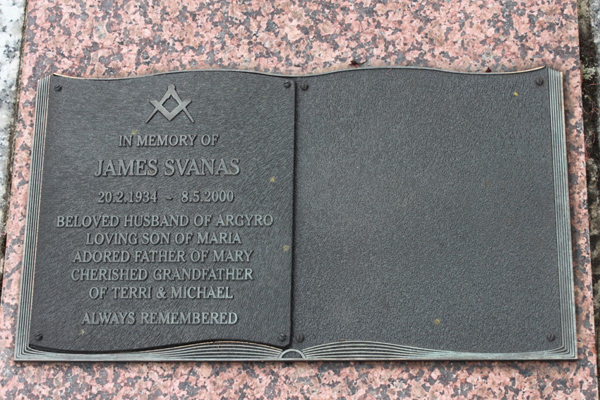 IN MEMORY OF
JAMES SVANAS
20.2.1934 ~ 8.5.2000
BELOVED HUSBAND OF ARGYRO
LOVING SON OF MARIA
ADORED FATHER OF MARY
CHERISHED GRANDFATHER
OF TERRI & MICHAEL
ALWAYS REMEMBERED